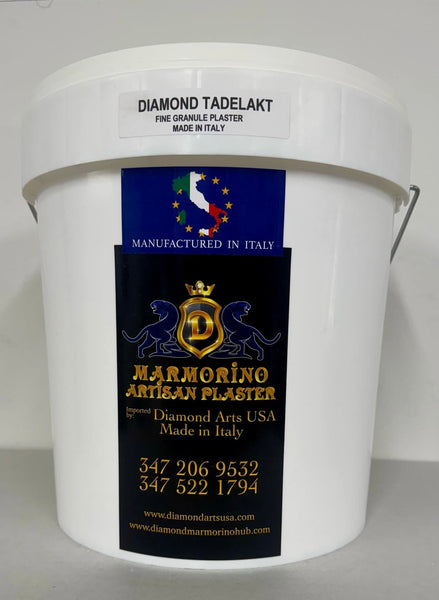 DIAMOND TADELAKT
FINE GRANULE PLASTER
MADE IN ITALY
MANUFACTURED IN ITALY
D
MARMORINO
ARTISAN PLASTER
Imported by: Diamond Arts USA
Made in Italy
347 206 9532
347 522 1794
www.diamondartsusa.com
www.diamondmarmorinohub.com